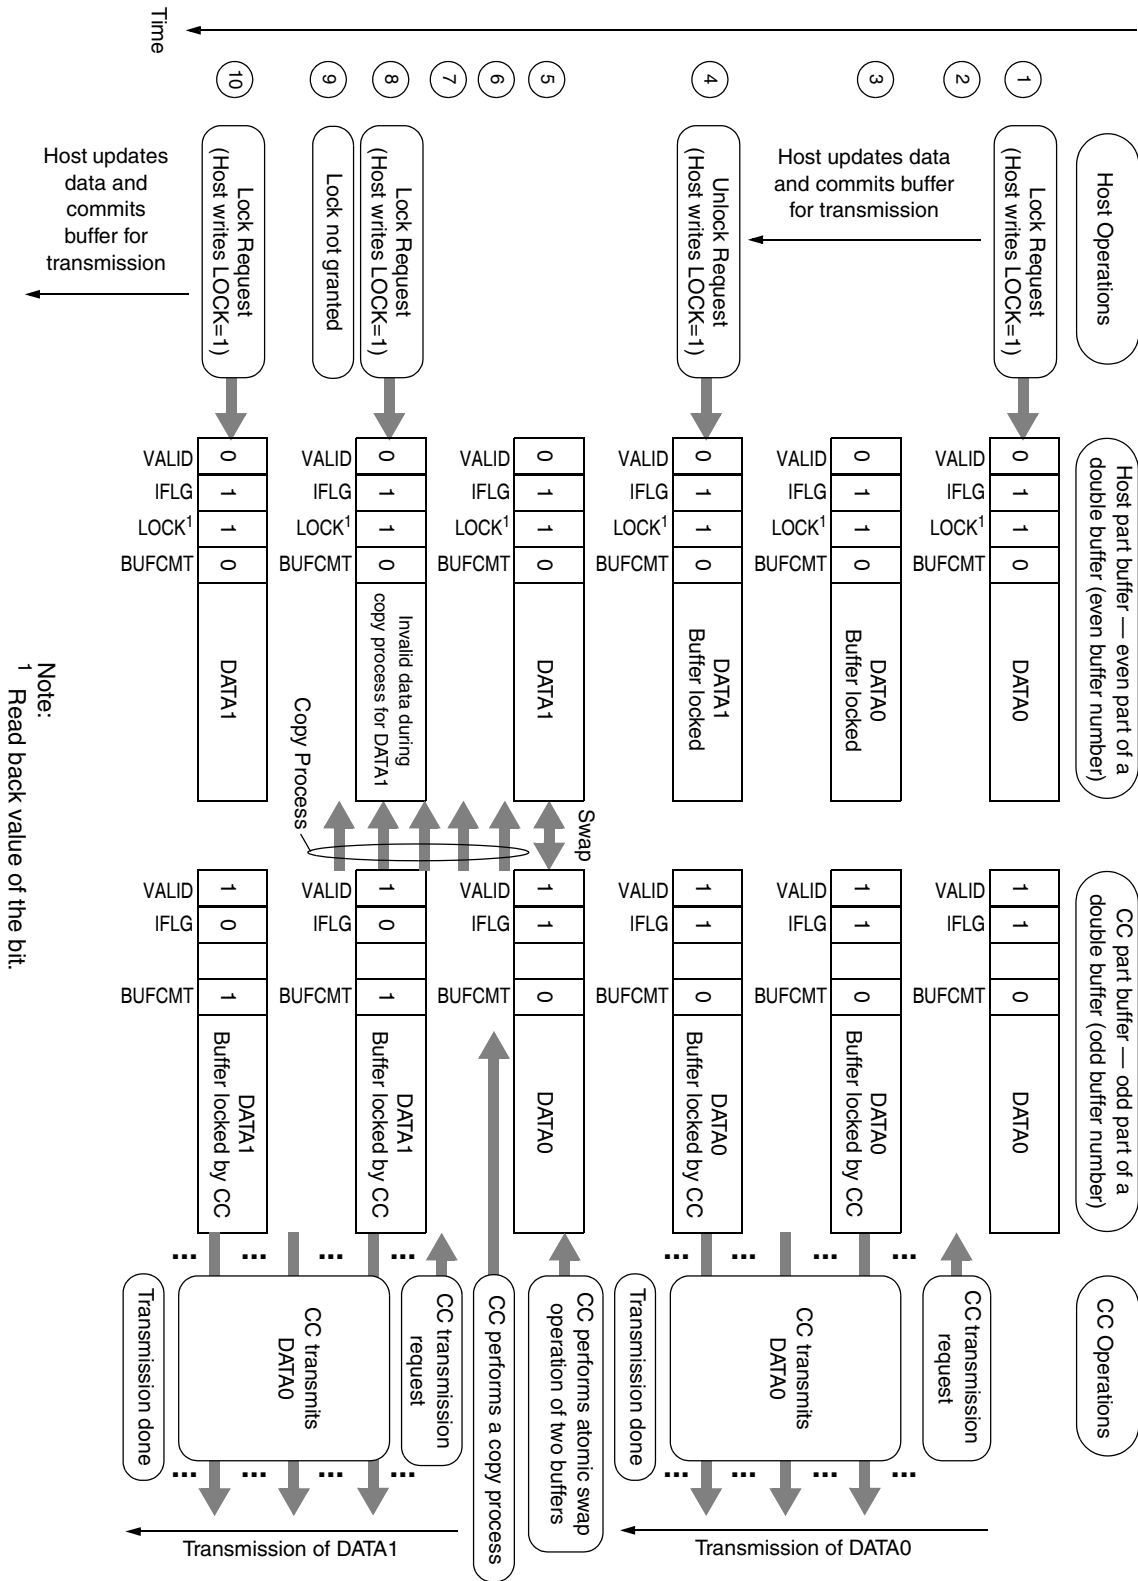 Time
1
2
3
4
5
6
7
8
9
10
Host Operations
Lock Request
(Host writes LOCK=1)
Host updates data
and commits buffer
for transmission
Unlock Request
(Host writes LOCK=1)
Lock Request
(Host writes LOCK=1)
Lock not granted
Lock Request
(Host writes LOCK=1)
Host updates
data and
commits
buffer for
transmission
Host part buffer — even part of a
double buffer (even buffer number)
VALID 0
IFLG 1
LOCK1 1
BUFCMT 0
DATA0
VALID 0
IFLG 1
LOCK1 1
BUFCMT 0
DATA0
Buffer locked
VALID 0
IFLG 1
LOCK1 1
BUFCMT 0
DATA1
Buffer locked
VALID 0
IFLG 1
LOCK1 1
BUFCMT 0
DATA1
VALID 0
IFLG 1
LOCK1 1
BUFCMT 0
Invalid data during
copy process for DATA1
VALID 0
IFLG 1
LOCK1 1
BUFCMT 0
DATA1
Swap
Copy Process
CC part buffer — odd part of a
double buffer (odd buffer number)
VALID 1
IFLG 1
BUFCMT 0
DATA0
VALID 1
IFLG 1
BUFCMT 0
DATA0
Buffer locked by CC
VALID 1
IFLG 1
BUFCMT 0
DATA0
Buffer locked by CC
VALID 1
IFLG 1
BUFCMT 0
DATA0
VALID 1
IFLG 0
BUFCMT 1
DATA1
Buffer locked by CC
VALID 1
IFLG 0
BUFCMT 1
DATA1
Buffer locked by CC
CC Operations
CC transmission
request
... ... ... ...
CC transmits
DATA0
... ... ... ...
Transmission done
Transmission of DATA0
CC performs atomic swap
operation of two buffers
CC performs a copy process
CC transmission
request
... ... ... ...
CC transmits
DATA0
... ... ... ...
Transmission done
Transmission of DATA1
Note:
1 Read back value of the bit.